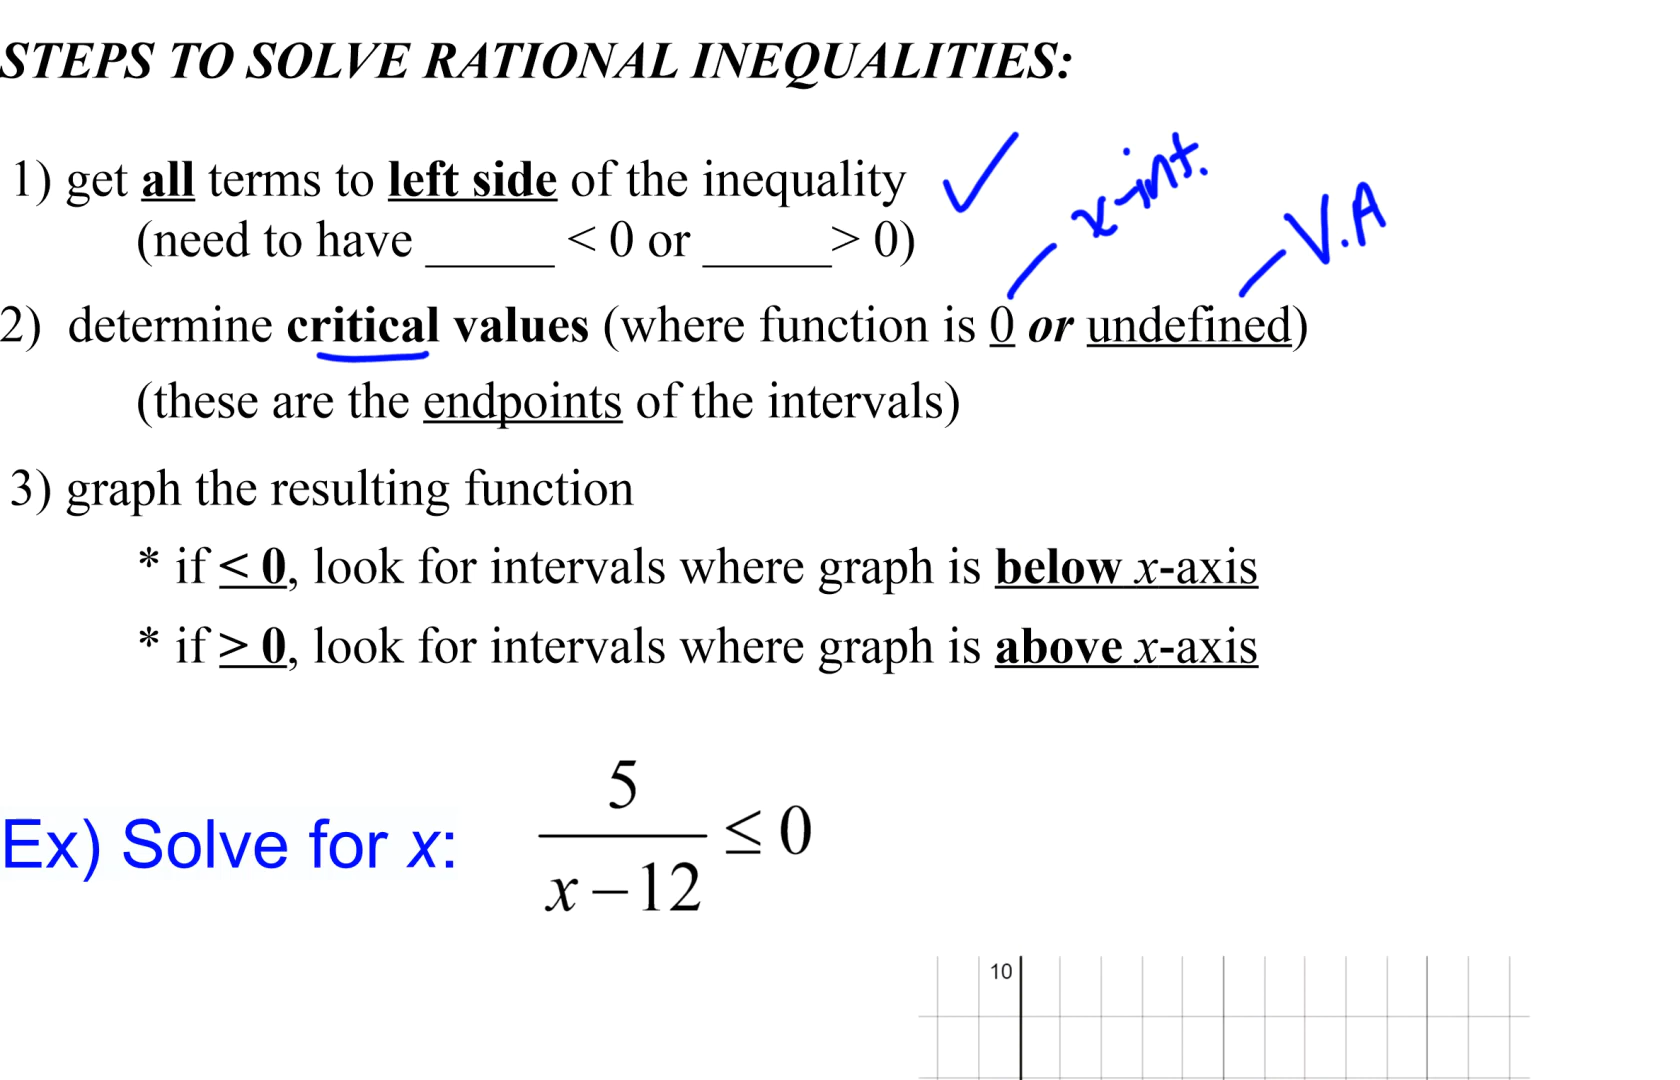 STEPS TO SOLVE RATIONAL INEQUALITIES:
1) get all terms to left side of the inequality ✓
(need to have ______ < 0 or ______> 0)
x-int.
V.A
2) determine critical values (where function is 0 or undefined)
(these are the endpoints of the intervals)
3) graph the resulting function
* if < 0, look for intervals where graph is below x-axis
* if > 0, look for intervals where graph is above x-axis
Ex) Solve for x:
5
x − 12
≤ 0
10